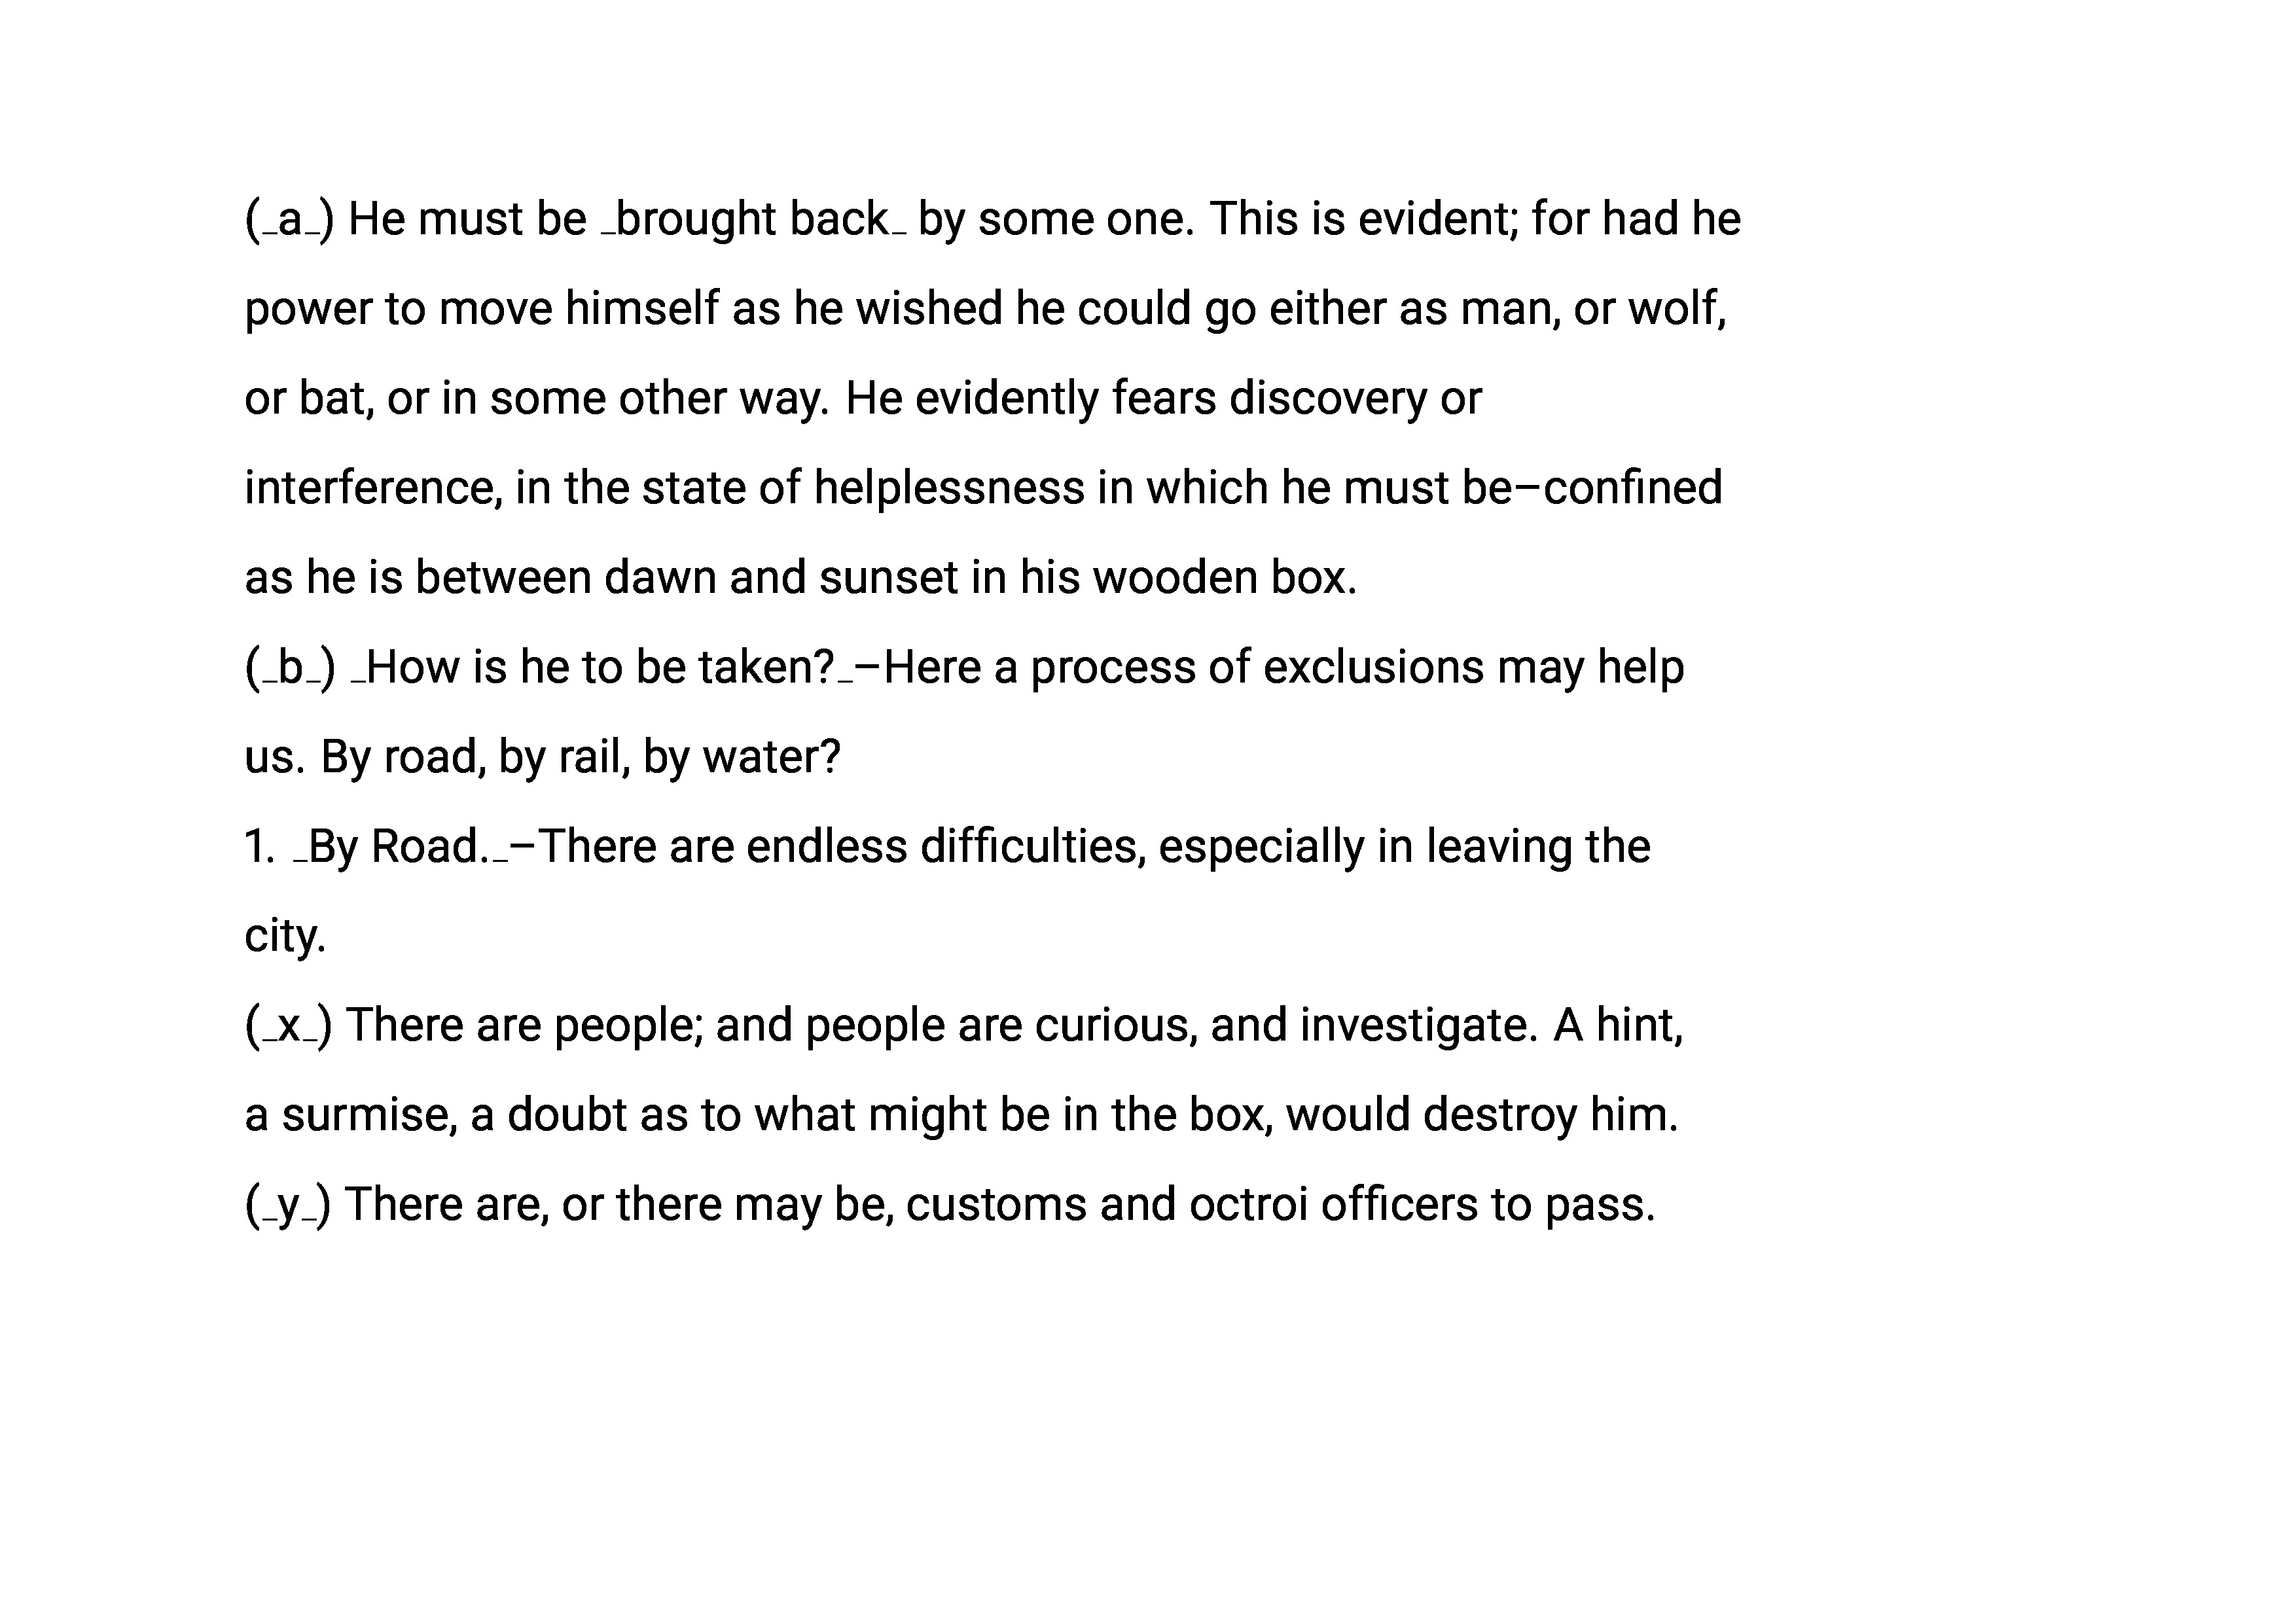 (_a_) He must be _brought back_ by some one. This is evident; for had he
power to move himself as he wished he could go either as man, or wolf,
or bat, or in some other way. He evidently fears discovery or
interference, in the state of helplessness in which he must be–confined
as he is between dawn and sunset in his wooden box.
(_b_) _How is he to be taken?_–Here a process of exclusions may help
us. By road, by rail, by water?
1. _By Road._–There are endless difficulties, especially in leaving the
city.
(_x_) There are people; and people are curious, and investigate. A hint,
a surmise, a doubt as to what might be in the box, would destroy him.
(_y_) There are, or there may be, customs and octroi officers to pass.